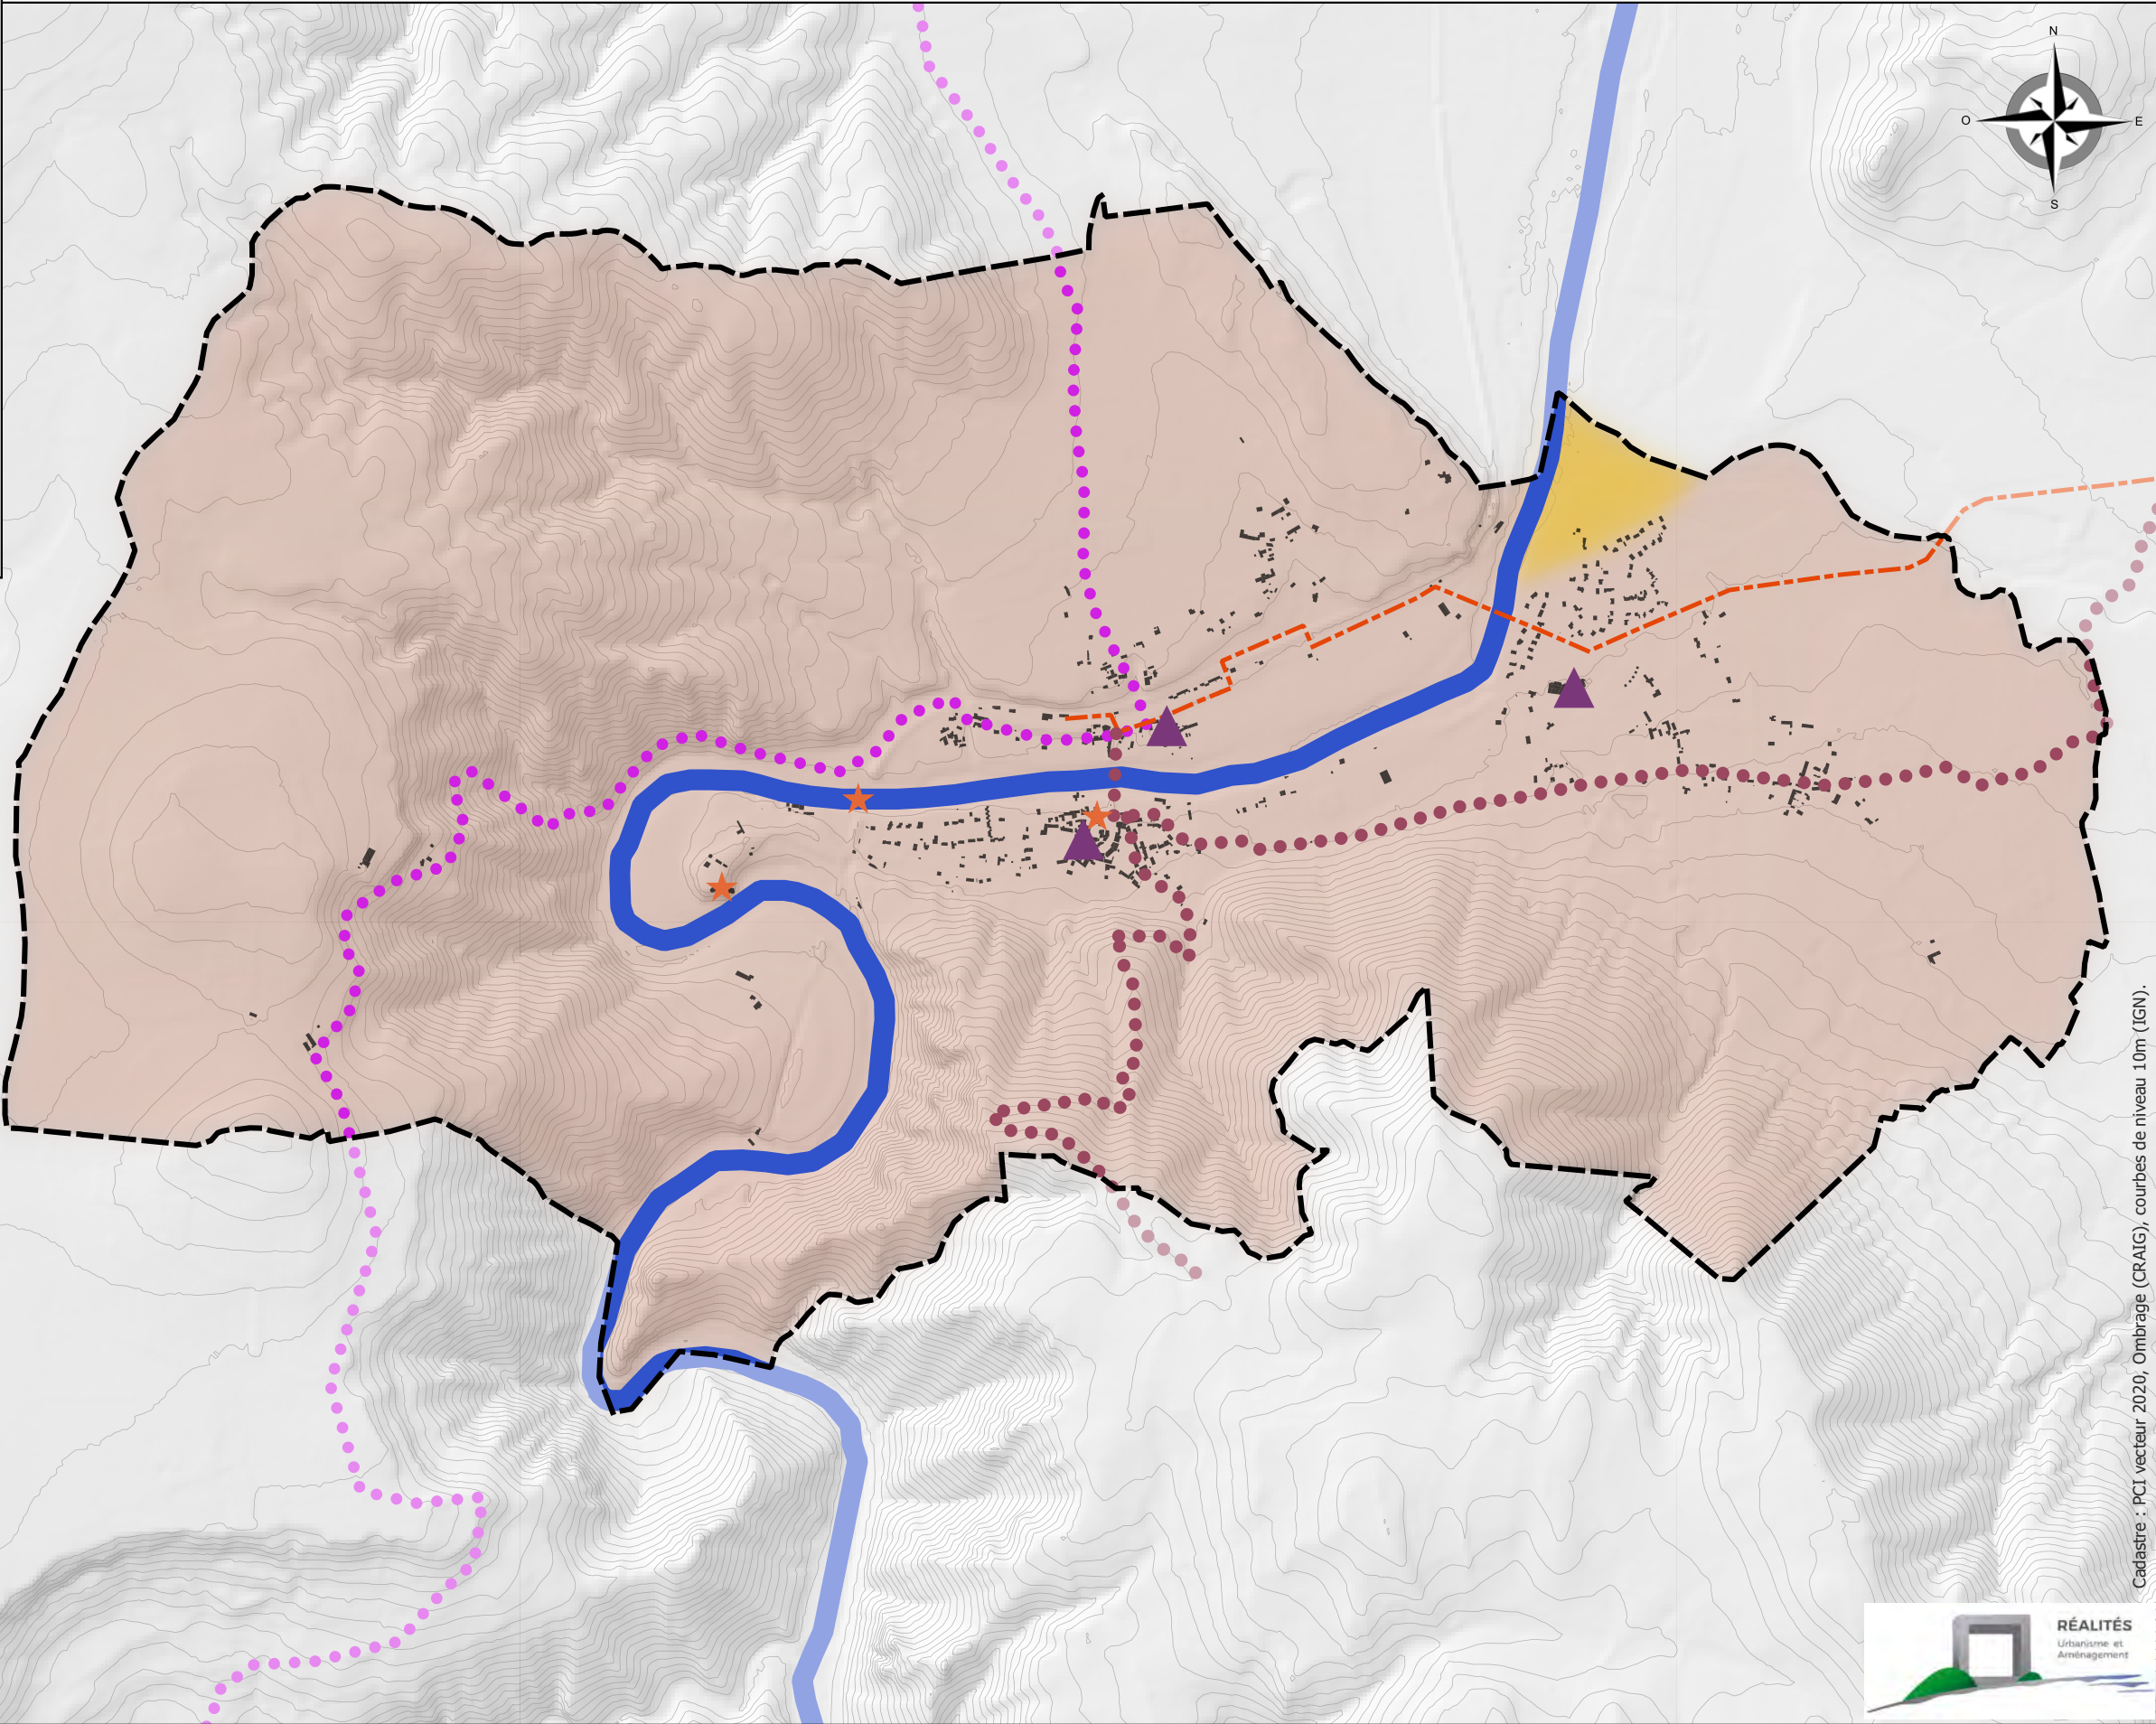 N
O
E
S
Cadastre : PCI vecteur 2020, Ombrage (CRAIG), courbes de niveau 10m (IGN).
RÉALITÉS
Urbanisme et
Aménagement